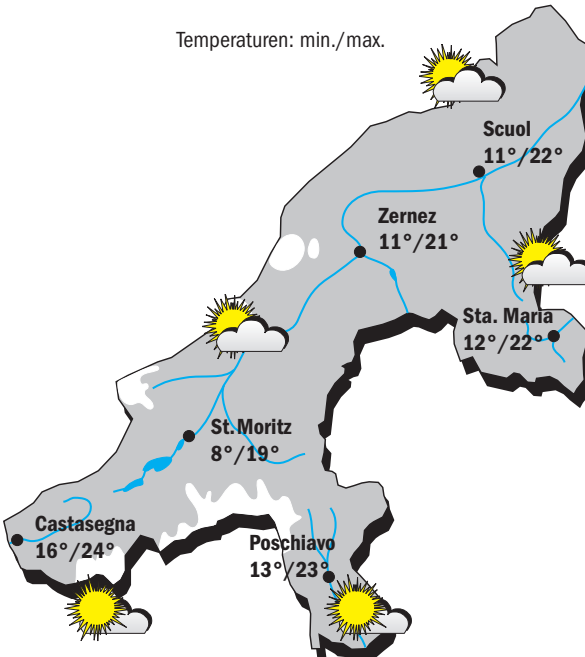 Temperaturen: min./max.
Scuol
11°/22°
Zernez
11°/21°
Sta. Maria
12°/22°
St. Moritz
8°/19°
Castasegna
16°/24°
Poschiavo
13°/23°